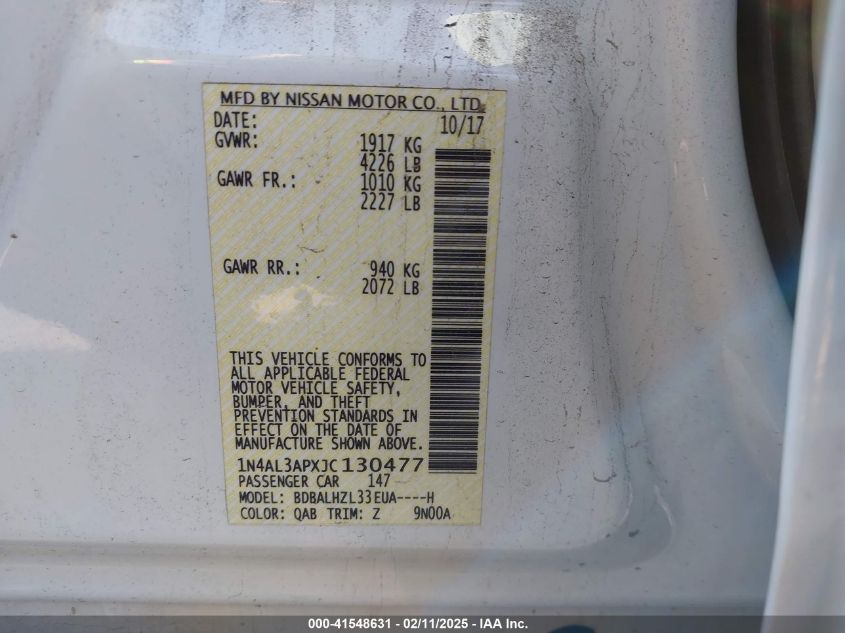 MFD BY NISSAN MOTOR CO., LTD.
DATE: 10/17
GVWR: 1917 KG
4226 LB
GAWR FR.: 1010 KG
2227 LB
GAWR RR.: 940 KG
2072 LB
THIS VEHICLE CONFORMS TO
ALL APPLICABLE FEDERAL
MOTOR VEHICLE SAFETY,
BUMPER, AND THEFT
PREVENTION STANDARDS IN
EFFECT ON THE DATE OF
MANUFACTURE SHOWN ABOVE.
1N4AL3APXJC130477
PASSENGER CAR 147
MODEL: BDBALHZL33EUA----H
COLOR: QAB TRIM: Z 9N00A
000-41548631 - 02/11/2025 - IAA Inc.